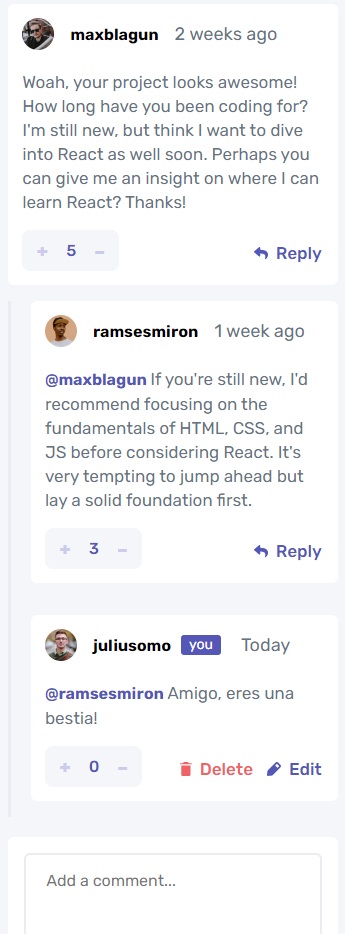 maxblagun 2 weeks ago
Woah, your project looks awesome!
How long have you been coding for?
I'm still new, but think I want to dive
into React as well soon. Perhaps you
can give me an insight on where I can
learn React? Thanks!
+ 5 −
Reply
ramsesmiron 1 week ago
@maxblagun If you're still new, I'd
recommend focusing on the
fundamentals of HTML, CSS, and
JS before considering React. It's
very tempting to jump ahead but
lay a solid foundation first.
+ 3 −
Reply
juliusomo you Today
@ramsesmiron Amigo, eres una
bestia!
+ 0 −
Delete Edit
Add a comment...